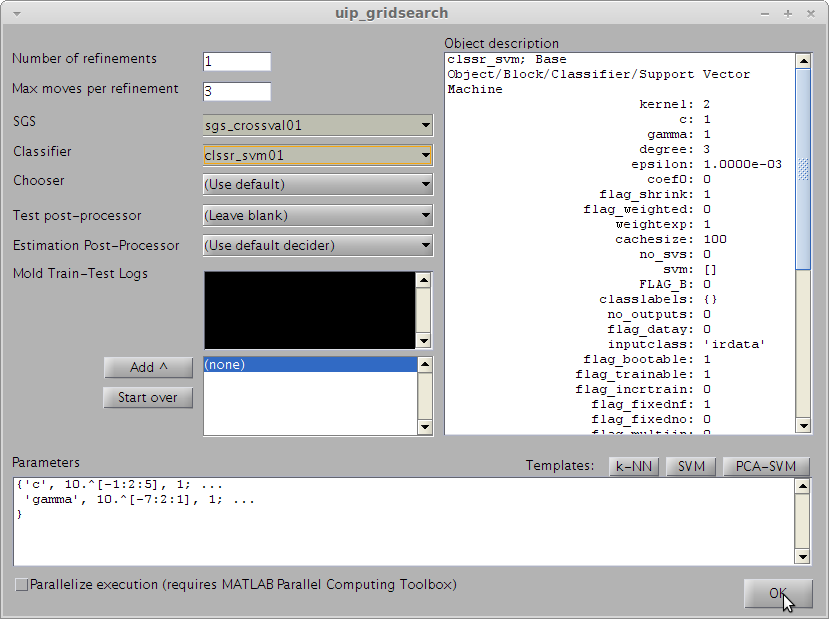 uip_gridsearch
Number of refinements
1
Max moves per refinement
3
SGS
sgs_crossval01
Classifier
clssr_svm01
Chooser
(Use default)
Test post-processor
(Leave blank)
Estimation Post-Processor
(Use default decider)
Mold Train-Test Logs
Add ^
(none)
Start over
Object description
clssr_svm; Base
Object/Block/Classifier/Support Vector
Machine
kernel: 2
c: 1
gamma: 1
degree: 3
epsilon: 1.0000e-03
coef0: 0
flag_shrink: 1
flag_weighted: 0
weightexp: 1
cachesize: 100
no_svs: 0
svm: []
FLAG_B: 0
classlabels: {}
no_outputs: 0
flag_datay: 0
inputclass: 'irdata'
flag_bootable: 1
flag_trainable: 1
flag_incrtrain: 0
flag_fixednf: 1
flag_fixedno: 0
flag_multiin: 0
Parameters
Templates:
k-NN
SVM
PCA-SVM
{'c', 10.^[-1:2:5], 1; ...
'gamma', 10.^[-7:2:1], 1; ...
}
Parallelize execution (requires MATLAB Parallel Computing Toolbox)
OK